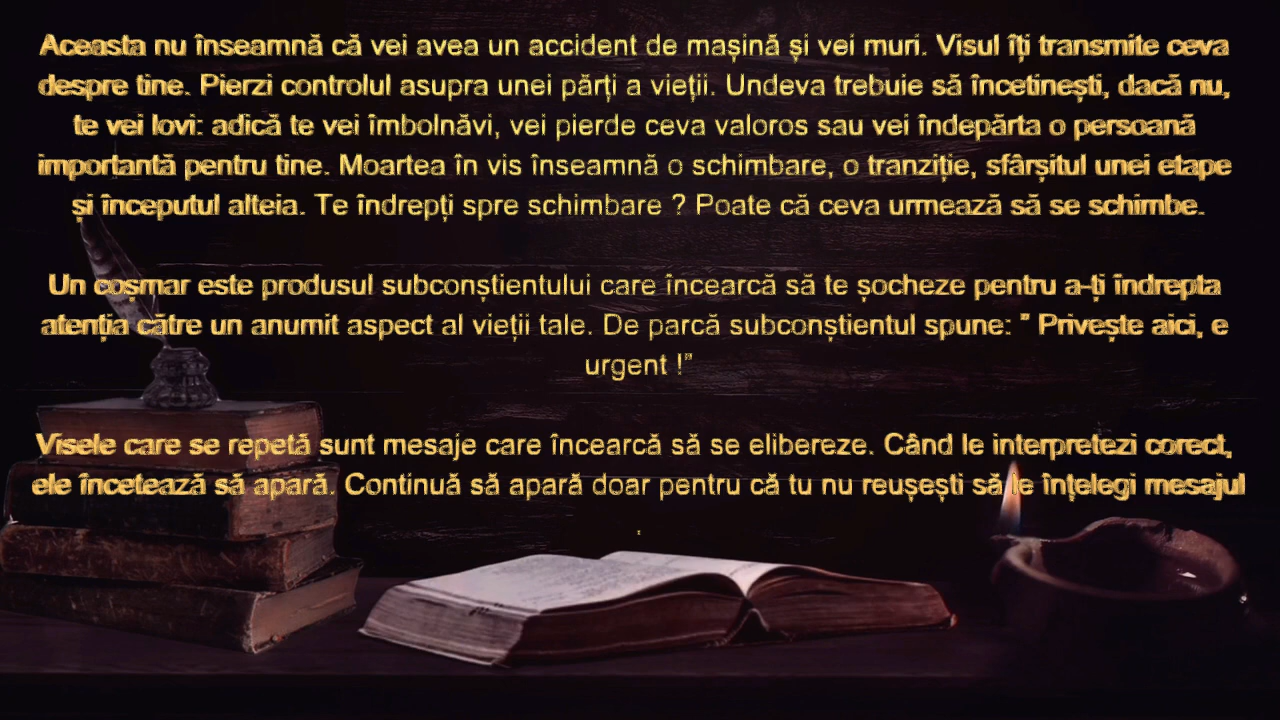 Aceasta nu înseamnă că vei avea un accident de mașină și vei muri. Visul îți transmite ceva
despre tine. Pierzi controlul asupra unei părți a vieții. Undeva trebuie să încetinești, dacă nu,
te vei lovi: adică te vei îmbolnăvi, vei pierde ceva valoros sau vei îndepărta o persoană
importantă pentru tine. Moartea în vis înseamnă o schimbare, o tranziție, sfârșitul unei etape
și începutul alteia. Te îndrepți spre schimbare ? Poate că ceva urmează să se schimbe.
Un coșmar este produsul subconștientului care încearcă să te șocheze pentru a-ți îndrepta
atenția către un anumit aspect al vieții tale. De parcă subconștientul spune: ” Privește aici, e
urgent !”
Visele care se repetă sunt mesaje care încearcă să se elibereze. Când le interpretezi corect,
ele încetează să apară. Continuă să apară doar pentru că tu nu reușești să le înțelegi mesajul
.